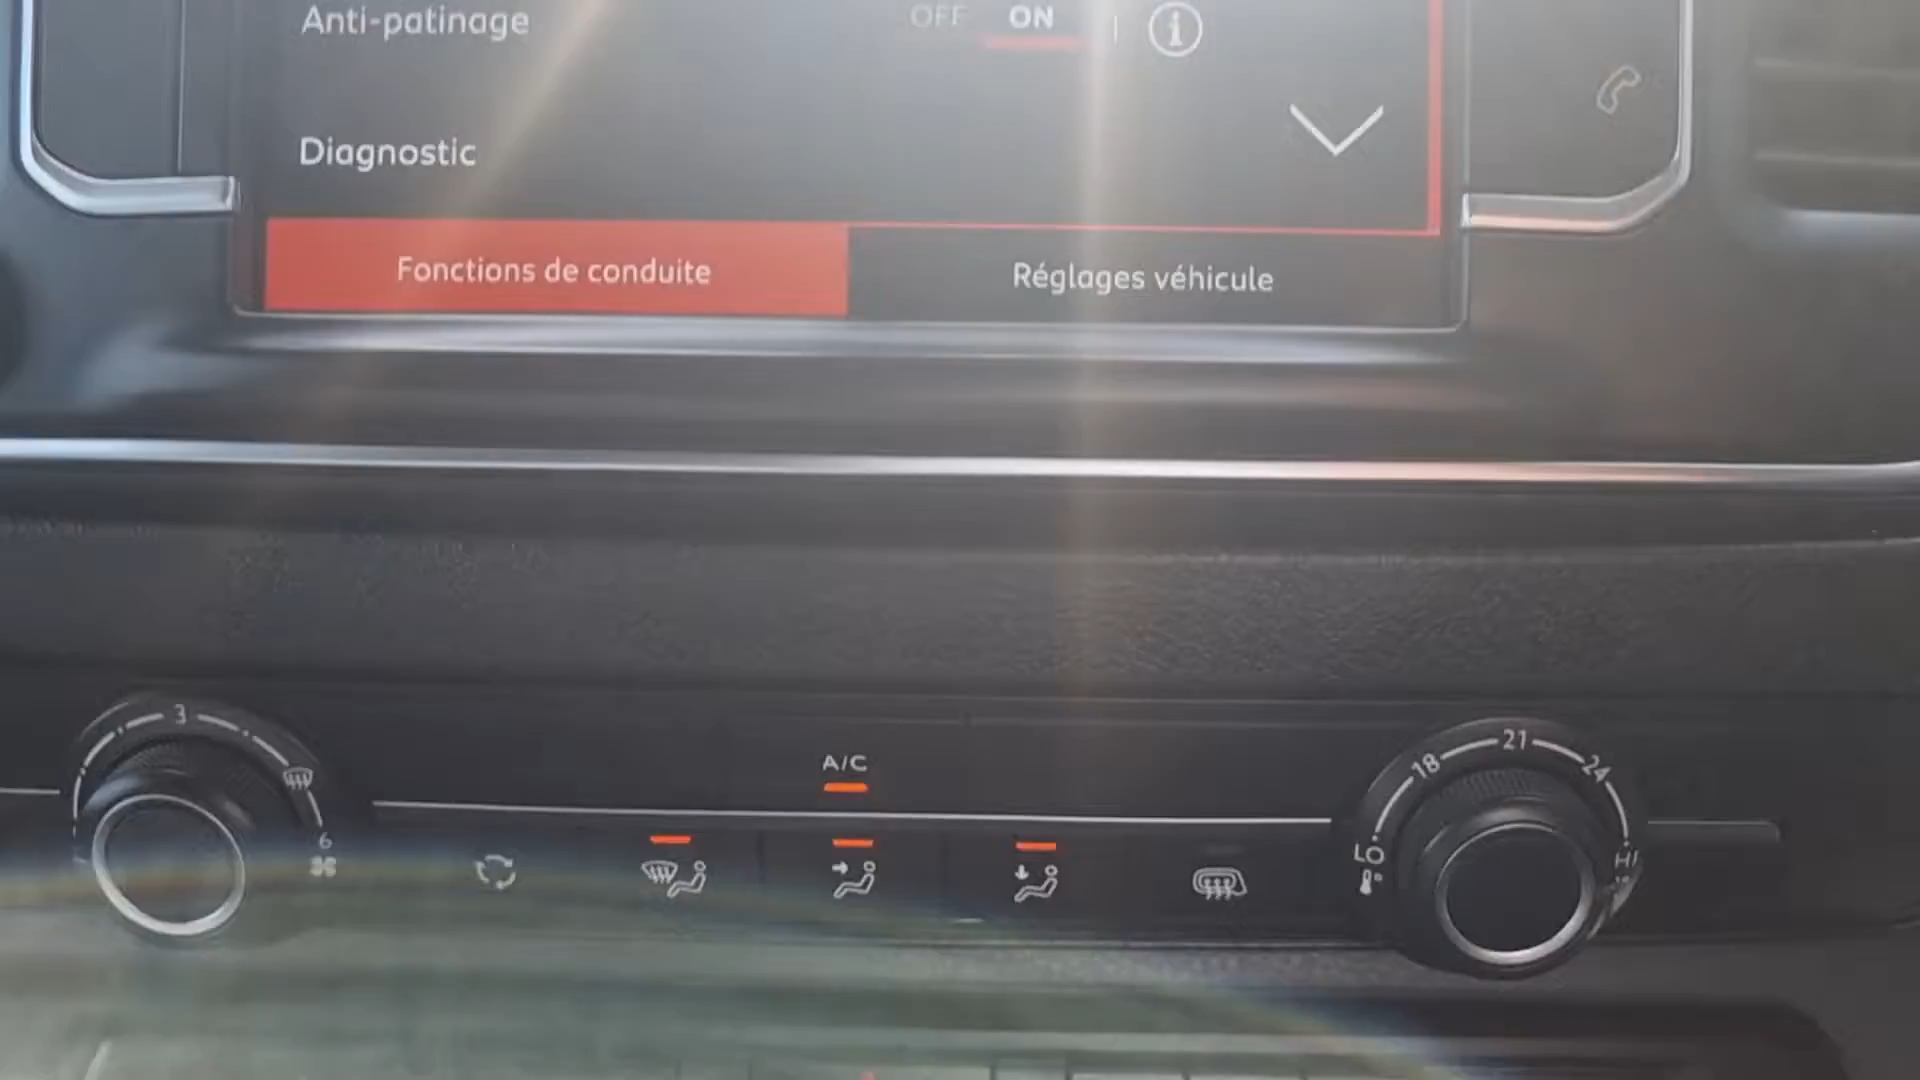 Anti-patinage OFF ON
Diagnostic
Fonctions de conduite Réglages véhicule
3
6
A/C
18 21 24
LO HI